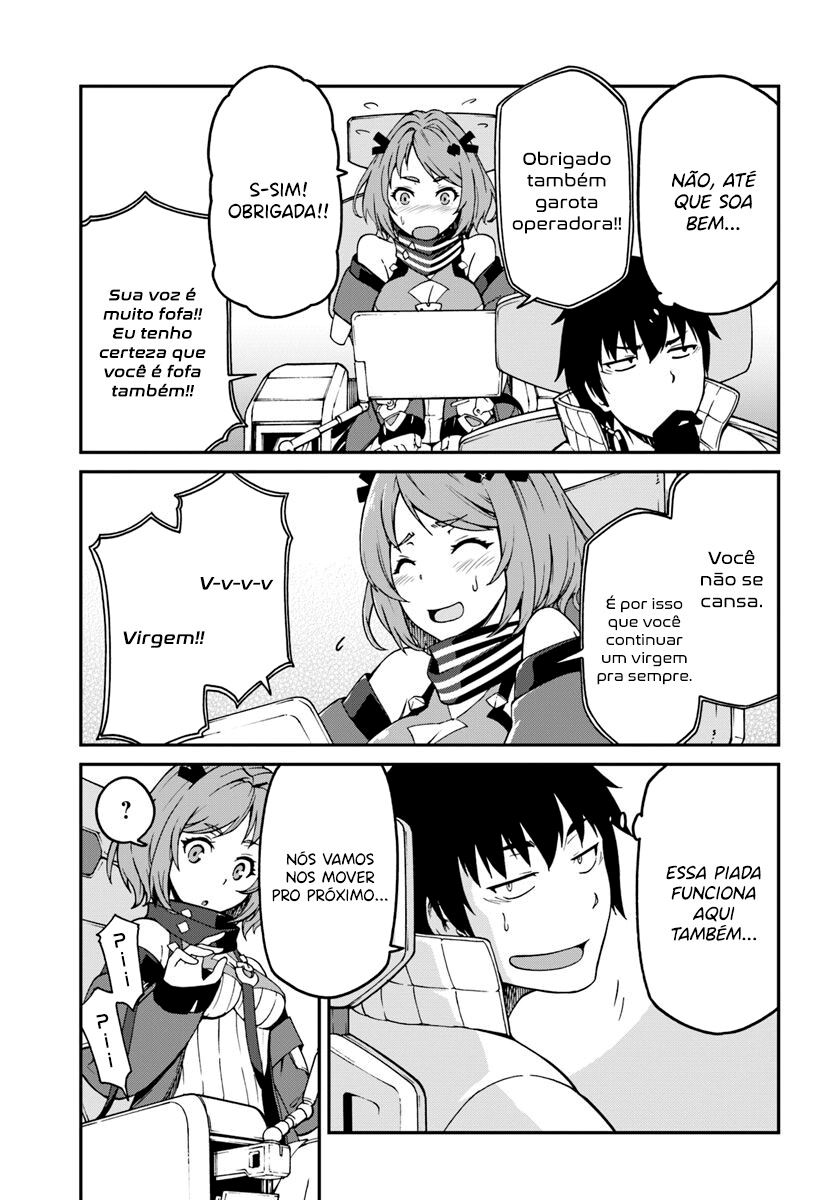 NÃO, ATÉ
QUE SOA
BEM...
Obrigado
também
garota
operadora!!
S-SIM!
OBRIGADA!!
Sua voz é
muito fofa!!
Eu tenho
certeza que
você é fofa
também!!
Você
não se
cansa.
É por isso
que você
continuar
um virgem
pra sempre.
V-v-v-v
Virgem!!
ESSA PIADA
FUNCIONA
AQUI
TAMBÉM...
NÓS VAMOS
NOS MOVER
PRO PRÓXIMO...
?
Piii
Piii